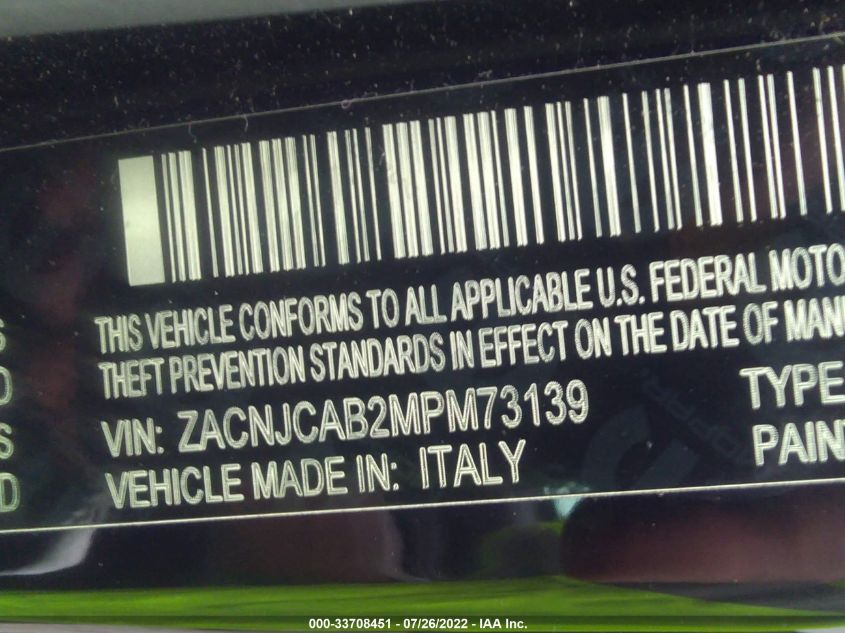 THIS VEHICLE CONFORMS TO ALL APPLICABLE U.S. FEDERAL MOTO
THEFT PREVENTION STANDARDS IN EFFECT ON THE DATE OF MANU
VIN: ZACNJCAB2MPM73139 TYPE
VEHICLE MADE IN: ITALY PAIN
000-33708451 / 07/26/2022 - IAA Inc.